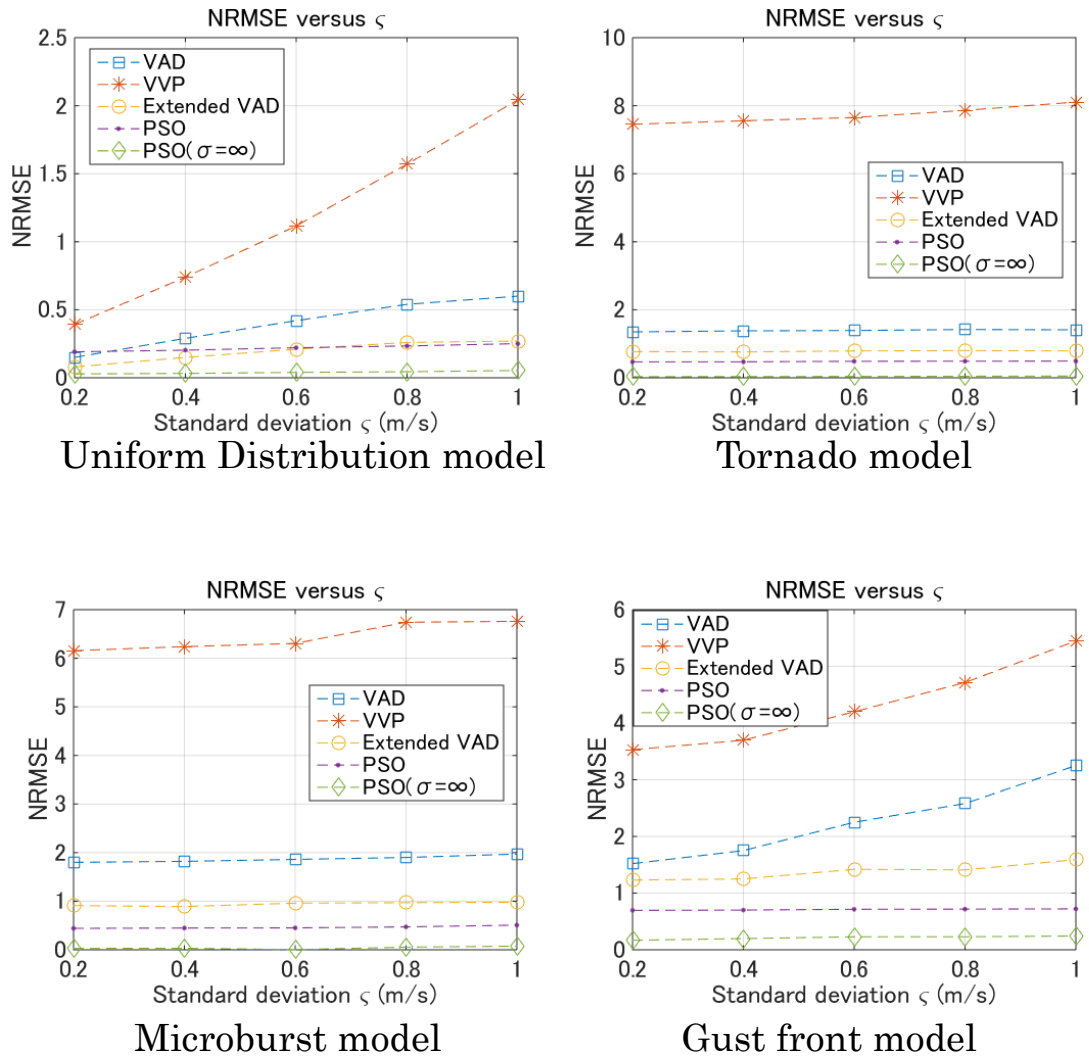 NRMSE versus ς
NRMSE
2.5
2
1.5
1
0.5
0
VAD
VVP
Extended VAD
PSO
PSO(σ=∞)
0.2 0.4 0.6 0.8 1
Standard deviation ς (m/s)
Uniform Distribution model
NRMSE versus ς
NRMSE
10
8
6
4
2
0
VAD
VVP
Extended VAD
PSO
PSO(σ=∞)
0.2 0.4 0.6 0.8 1
Standard deviation ς (m/s)
Tornado model
NRMSE versus ς
NRMSE
7
6
5
4
3
2
1
0
VAD
VVP
Extended VAD
PSO
PSO(σ=∞)
0.2 0.4 0.6 0.8 1
Standard deviation ς (m/s)
Microburst model
NRMSE versus ς
NRMSE
6
5
4
3
2
1
0
VAD
VVP
Extended VAD
PSO
PSO(σ=∞)
0.2 0.4 0.6 0.8 1
Standard deviation ς (m/s)
Gust front model